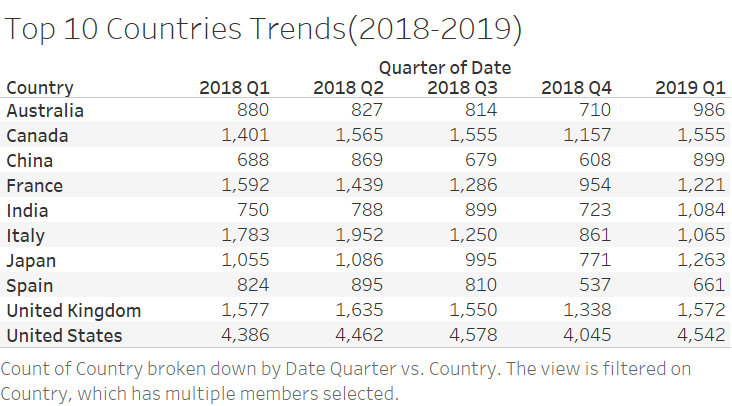 Top 10 Countries Trends(2018-2019)
Quarter of Date
Country 2018 Q1 2018 Q2 2018 Q3 2018 Q4 2019 Q1
Australia 880 827 814 710 986
Canada 1,401 1,565 1,555 1,157 1,555
China 688 869 679 608 899
France 1,592 1,439 1,286 954 1,221
India 750 788 899 723 1,084
Italy 1,783 1,952 1,250 861 1,065
Japan 1,055 1,086 995 771 1,263
Spain 824 895 810 537 661
United Kingdom 1,577 1,635 1,550 1,338 1,572
United States 4,386 4,462 4,578 4,045 4,542
Count of Country broken down by Date Quarter vs. Country. The view is filtered on
Country, which has multiple members selected.